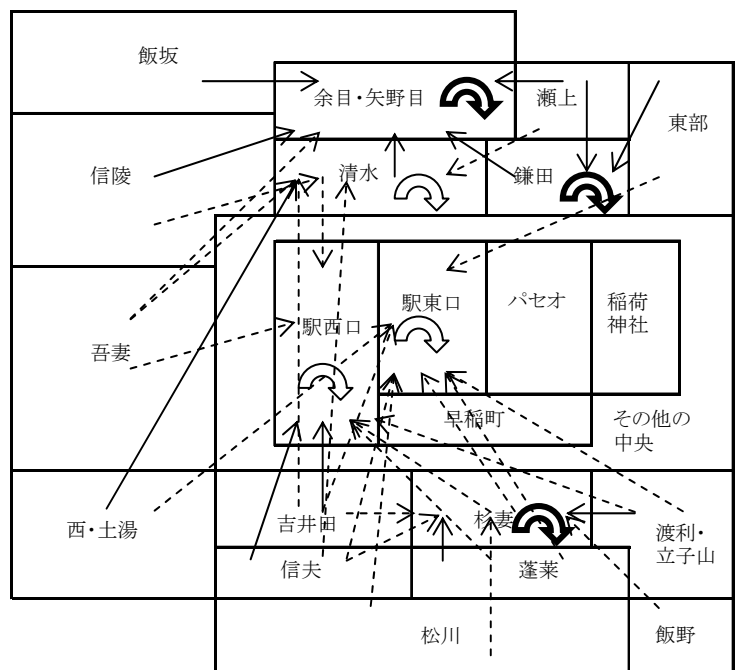 飯坂
余目・矢野目
瀬上
東部
信陵
清水
鎌田
駅西口
駅東口
パセオ
稲荷
神社
吾妻
早稲町
その他の
中央
西・土湯
吉井田
杉妻
渡利・
立子山
信夫
蓬莱
松川
飯野